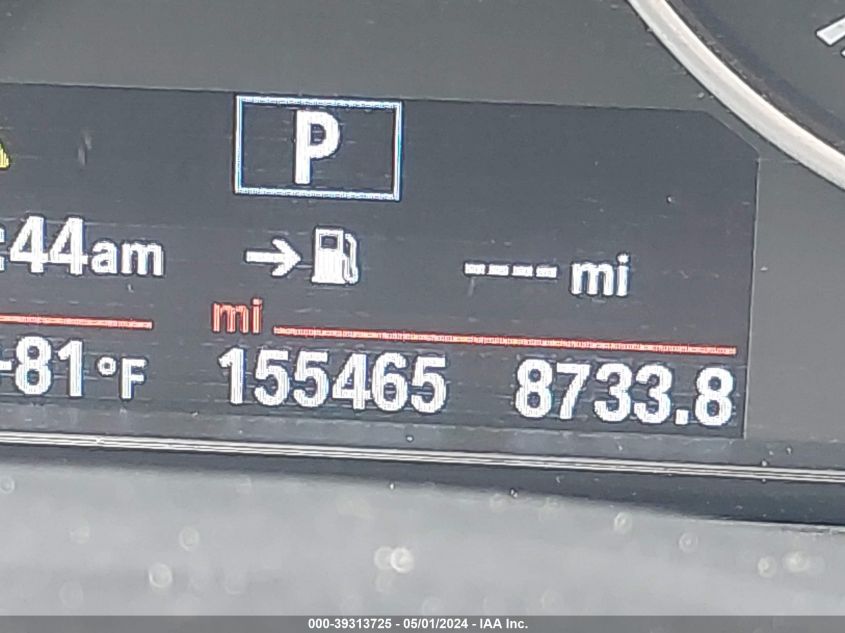 P
:44am
---- mi
mi
+81 °F 155465 8733.8
000-39313725 - 05/01/2024 - IAA Inc.